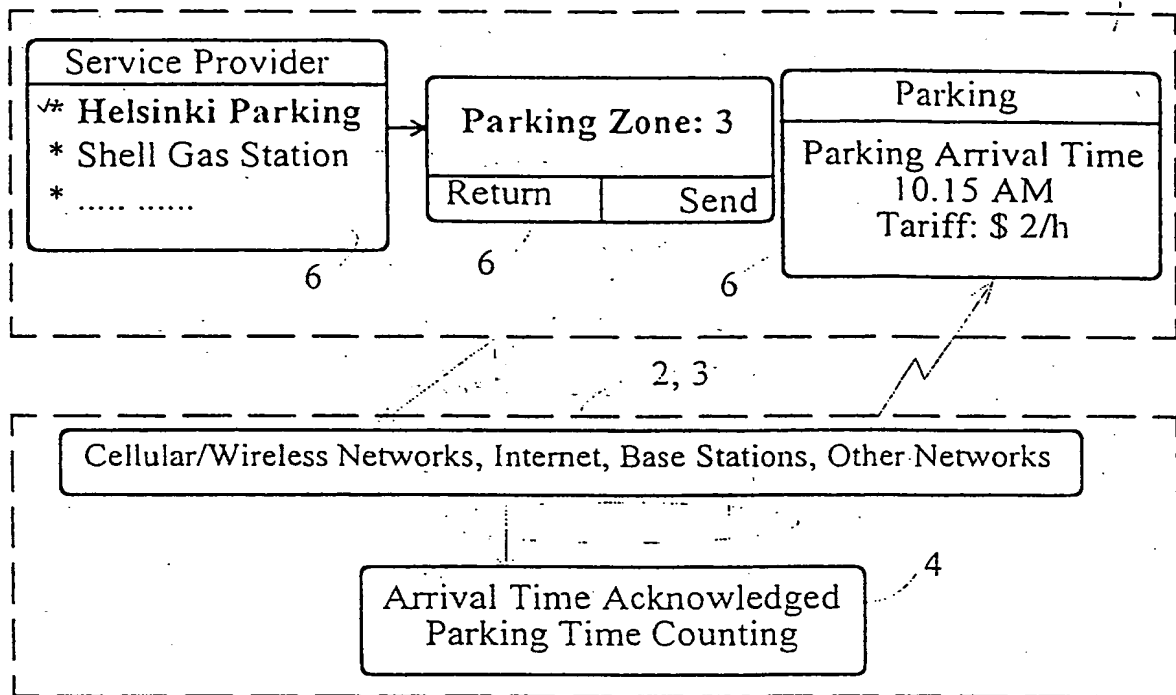 Service Provider
* Helsinki Parking
* Shell Gas Station
* ..... ......
6
Parking Zone: 3
Return
Send
6
Parking
Parking Arrival Time
10.15 AM
Tariff: $ 2/h
6
2, 3
Cellular/Wireless Networks, Internet, Base Stations, Other Networks
Arrival Time Acknowledged
Parking Time Counting
4